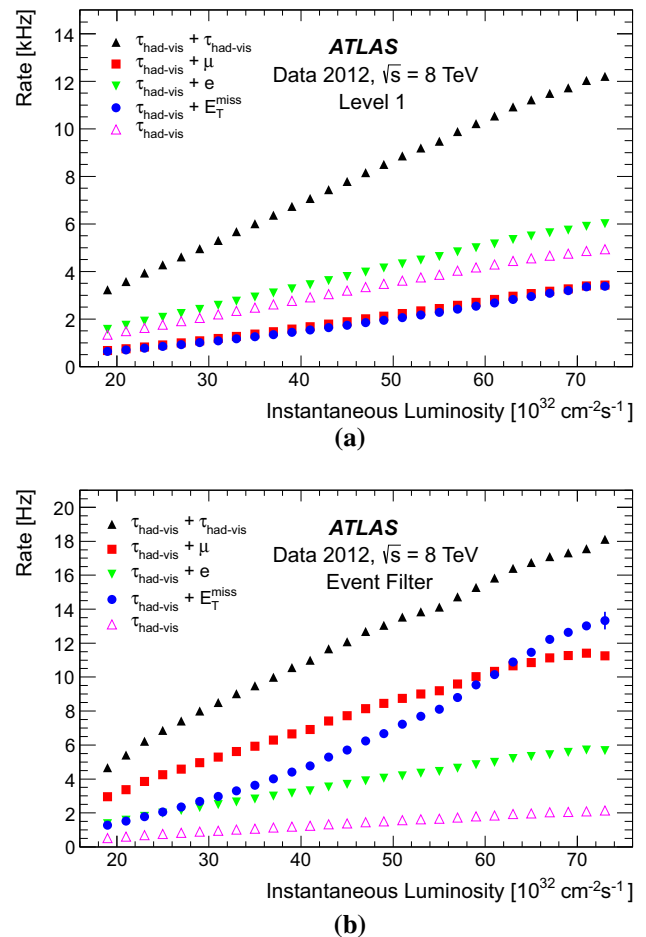 Rate [kHz]
14
12
10
8
6
4
2
0
τhad-vis + τhad-vis
τhad-vis + μ
τhad-vis + e
τhad-vis + E_T^miss
τhad-vis
ATLAS
Data 2012, √s = 8 TeV
Level 1
20 30 40 50 60 70
Instantaneous Luminosity [10^32 cm-2s-1]
(a)
Rate [Hz]
20
18
16
14
12
10
8
6
4
2
0
τhad-vis + τhad-vis
τhad-vis + μ
τhad-vis + e
τhad-vis + E_T^miss
τhad-vis
ATLAS
Data 2012, √s = 8 TeV
Event Filter
20 30 40 50 60 70
Instantaneous Luminosity [10^32 cm-2s-1]
(b)